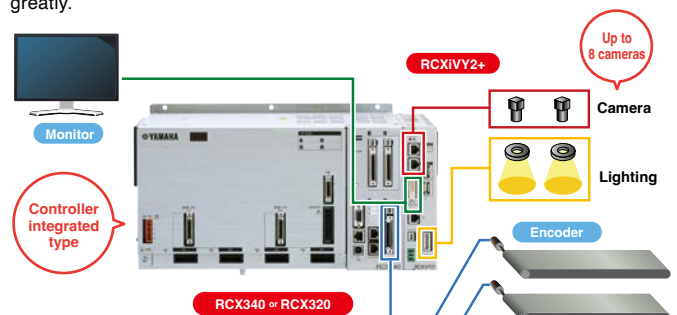 greatly.
Up to
8 cameras
RCXiVY2+
Camera
Monitor
YAMAHA
Lighting
Controller
integrated
type
Encoder
RCX340 or RCX320